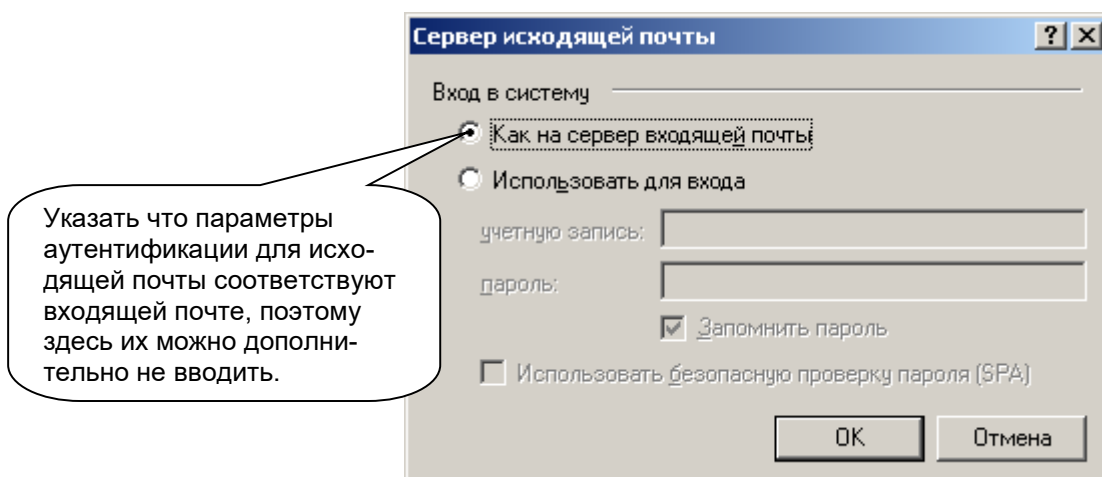 Сервер исходящей почты
Вход в систему
Как на сервер входящей почты
Использовать для входа
учетную запись:
пароль:
Запомнить пароль
Использовать безопасную проверку пароля (SPA)
OK
Отмена
Указать что параметры
аутентификации для исхо-
дящей почты соответствуют
входящей почте, поэтому
здесь их можно дополни-
тельно не вводить.